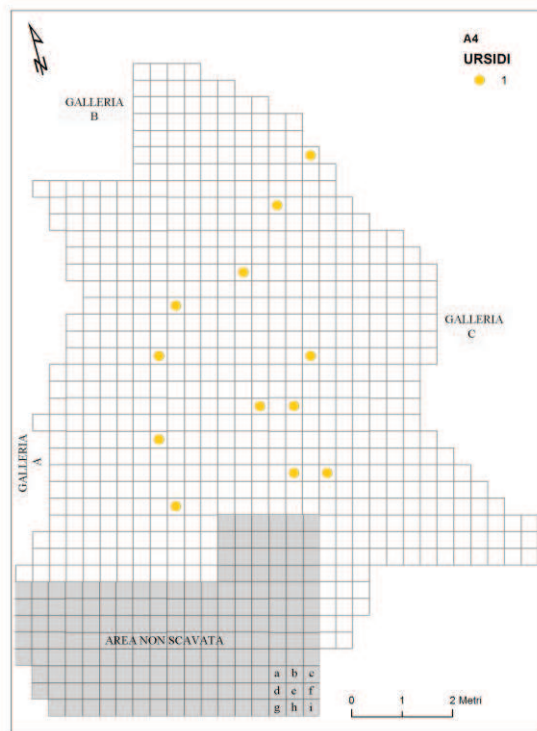 A4
URSIDI
1
GALLERIA
B
GALLERIA
C
GALLERIA
A
AREA NON SCAVATA
a b c
d e f
g h i
0 1 2 Metri